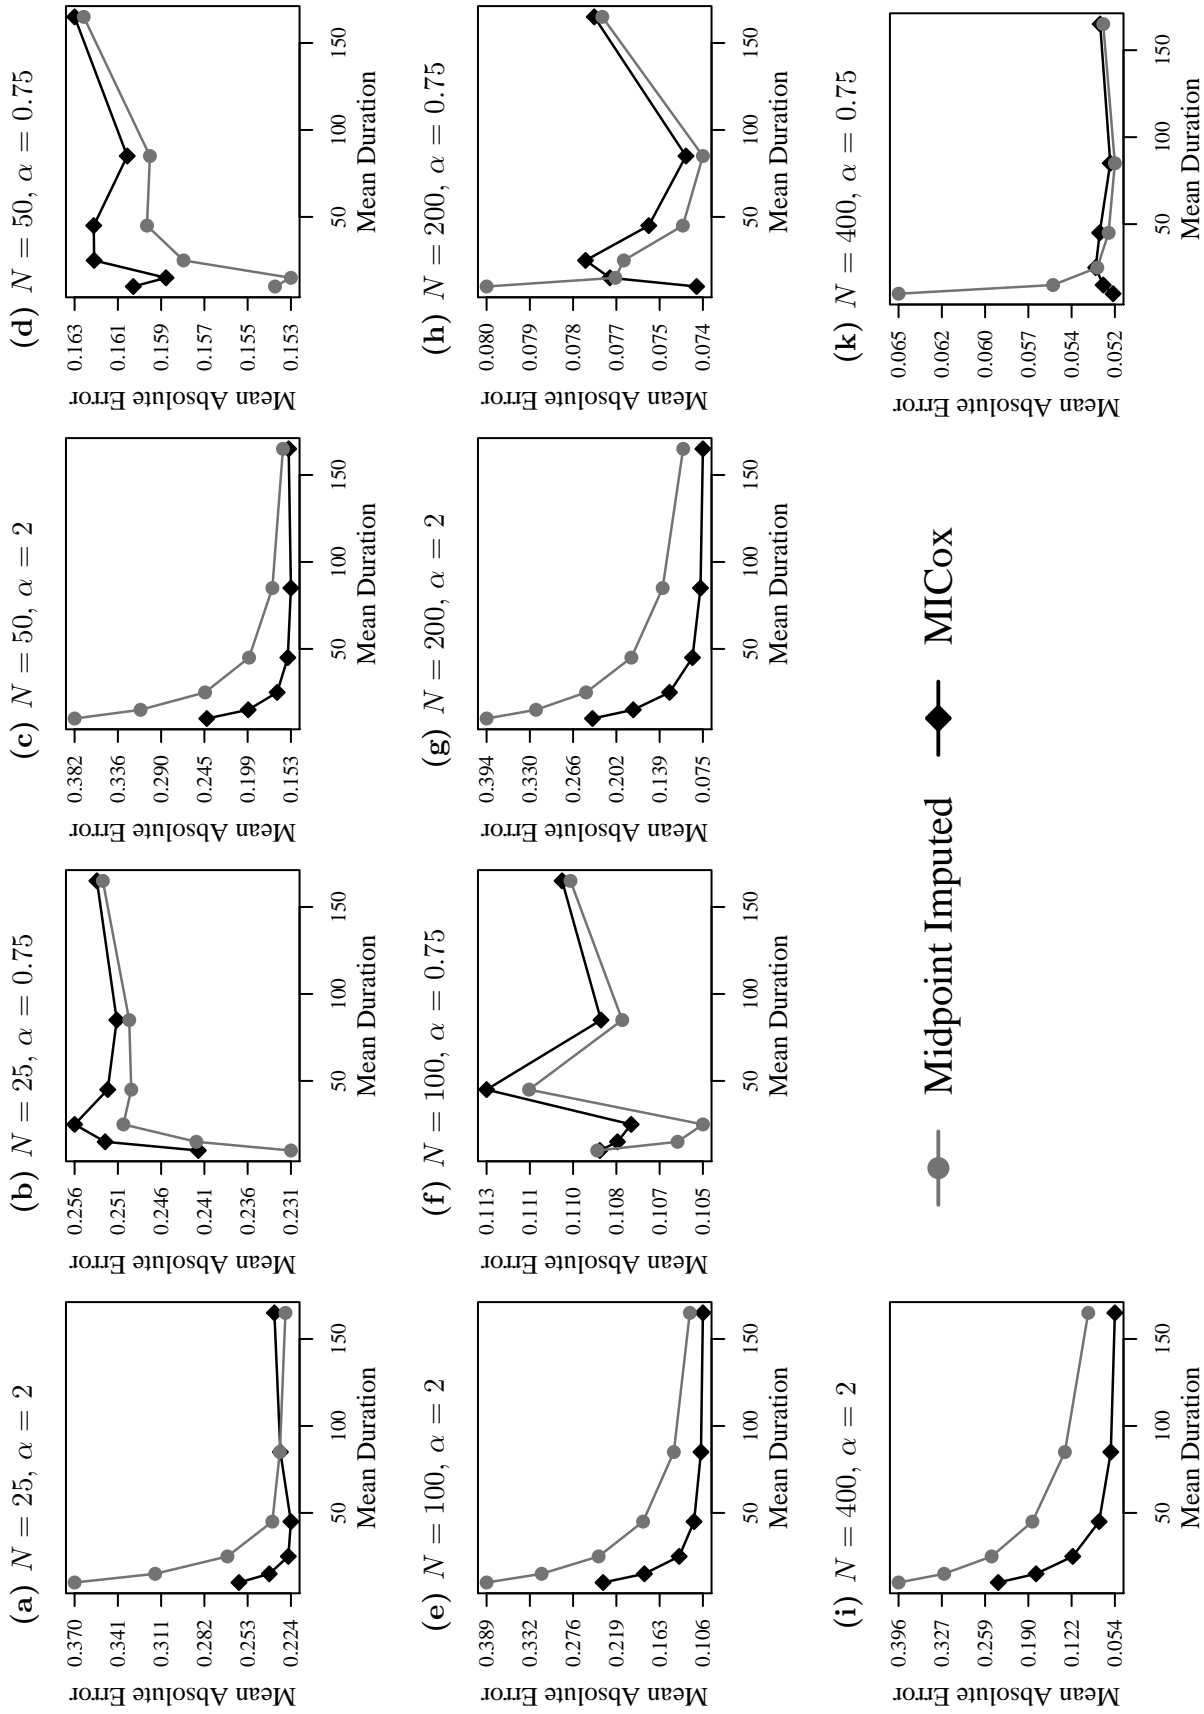 (a) N = 25, α = 2
Mean Absolute Error
0.370
0.341
0.311
0.282
0.253
0.224
50 100 150
Mean Duration
(b) N = 25, α = 0.75
Mean Absolute Error
0.256
0.251
0.246
0.241
0.236
0.231
50 100 150
Mean Duration
(c) N = 50, α = 2
Mean Absolute Error
0.382
0.336
0.290
0.245
0.199
0.153
50 100 150
Mean Duration
(d) N = 50, α = 0.75
Mean Absolute Error
0.163
0.161
0.159
0.157
0.155
0.153
50 100 150
Mean Duration
(e) N = 100, α = 2
Mean Absolute Error
0.389
0.332
0.276
0.219
0.163
0.106
50 100 150
Mean Duration
(f) N = 100, α = 0.75
Mean Absolute Error
0.113
0.111
0.110
0.108
0.107
0.105
50 100 150
Mean Duration
(g) N = 200, α = 2
Mean Absolute Error
0.394
0.330
0.266
0.202
0.139
0.075
50 100 150
Mean Duration
(h) N = 200, α = 0.75
Mean Absolute Error
0.080
0.079
0.078
0.077
0.075
0.074
50 100 150
Mean Duration
(i) N = 400, α = 2
Mean Absolute Error
0.396
0.327
0.259
0.190
0.122
0.054
50 100 150
Mean Duration
(k) N = 400, α = 0.75
Mean Absolute Error
0.065
0.062
0.060
0.057
0.054
0.052
50 100 150
Mean Duration
Midpoint Imputed MICox